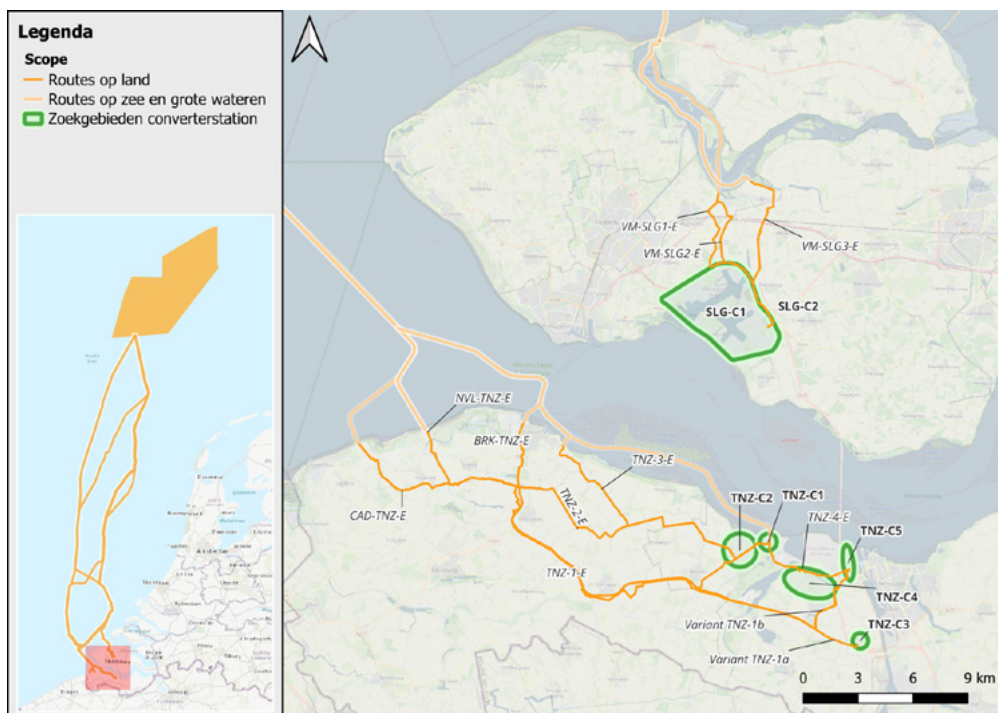 Legenda
Scope
Routes op land
Routes op zee en grote wateren
Zoekgebieden converterstation
VM-SLG1-E
VM-SLG2-E
VM-SLG3-E
SLG-C1
SLG-C2
NVL-TNZ-E
BRK-TNZ-E
TNZ-3-E
CAD-TNZ-E
TNZ-2-E
TNZ-C2
TNZ-C1
TNZ-4-E
TNZ-C5
TNZ-1-E
TNZ-C4
Variant TNZ-1b
TNZ-C3
Variant TNZ-1a
0 3 6 9 km